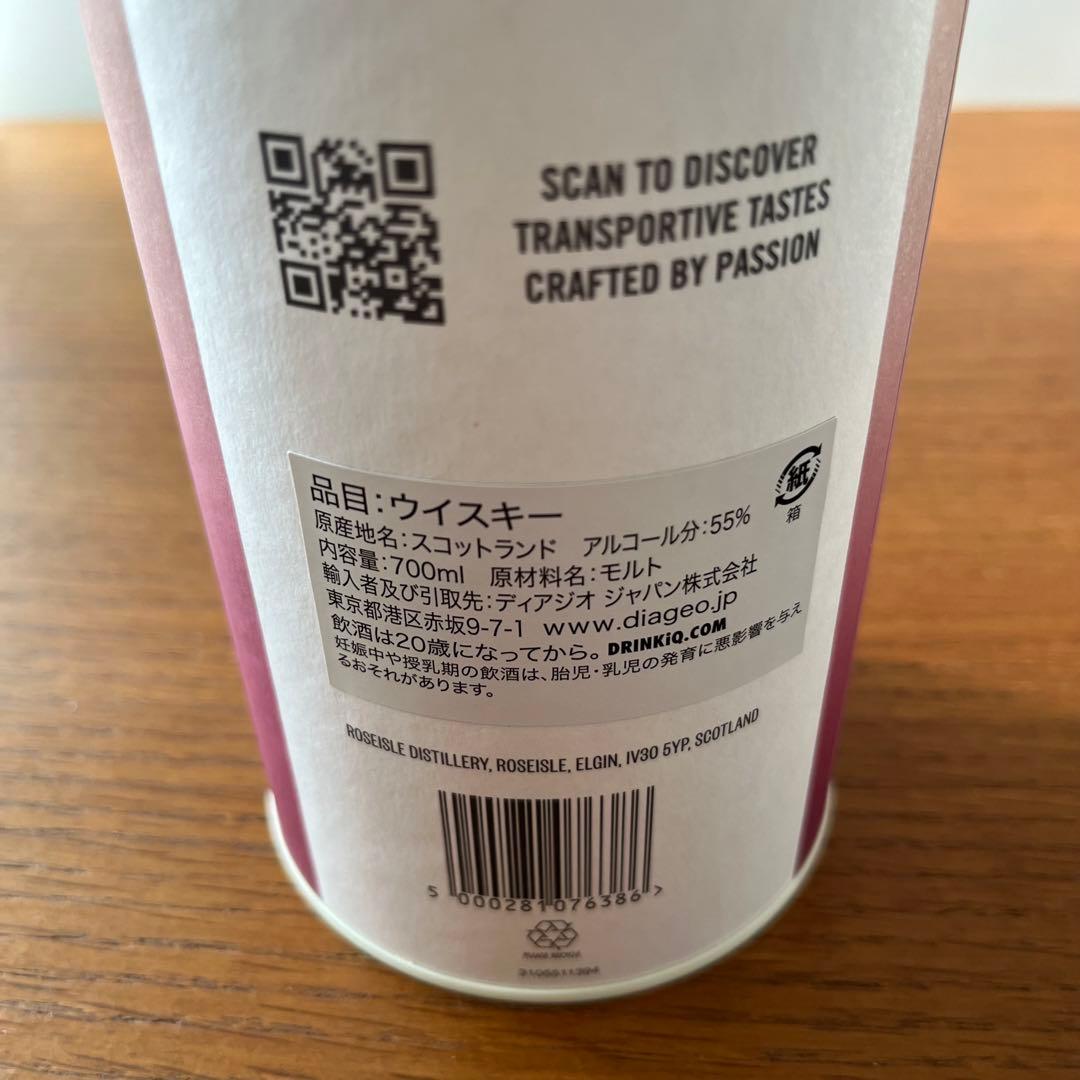 SCAN TO DISCOVER
TRANSPORTIVE TASTES
CRAFTED BY PASSION
紙
箱
品目：ウイスキー
原産地名：スコットランド アルコール分：55%
内容量：700ml 原材料名：モルト
輸入者及び引取先：ディアジオ ジャパン株式会社
東京都港区赤坂9-7-1 www.diageo.jp
飲酒は20歳になってから。DRINKiQ.COM
妊娠中や授乳期の飲酒は、胎児・乳児の発育に悪影響を与え
るおそれがあります。
ROSEISLE DISTILLERY, ROSEISLE, ELGIN, IV30 5YP, SCOTLAND
5 000281076386 >